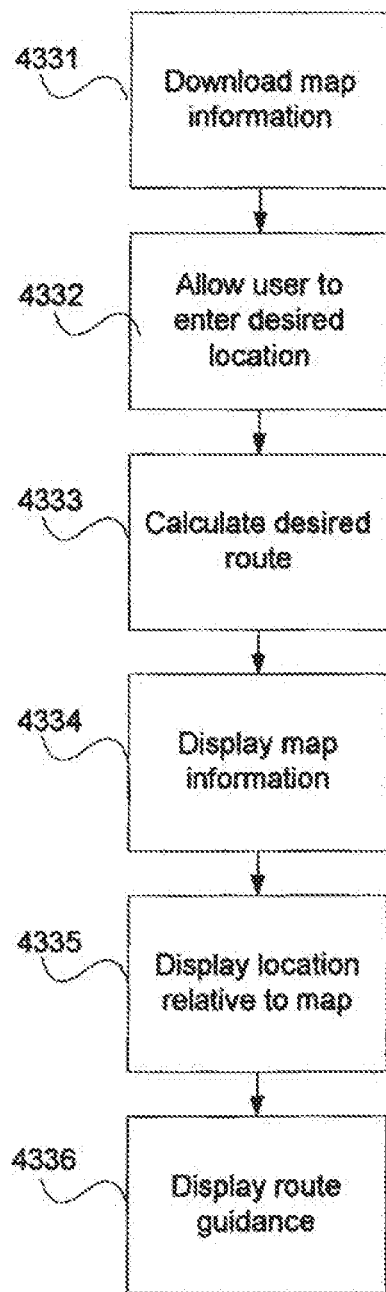 4331
Download map
information
4332
Allow user to
enter desired
location
4333
Calculate desired
route
4334
Display map
information
4335
Display location
relative to map
4336
Display route
guidance